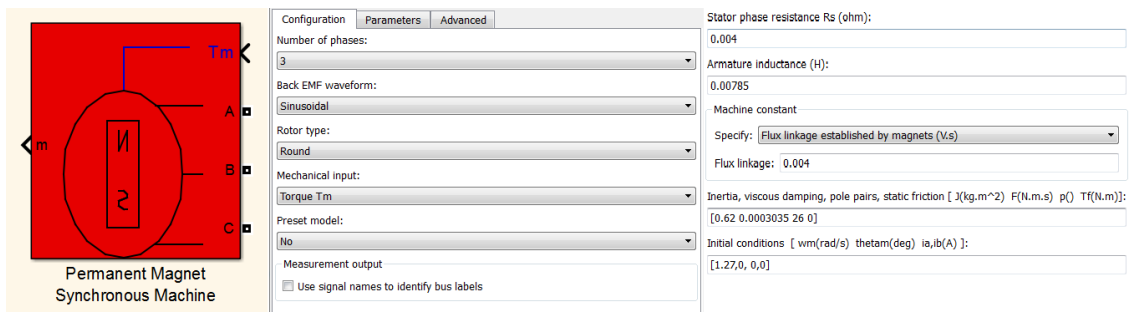 Tm
A
m
N
B
S
C
Permanent Magnet
Synchronous Machine
Configuration Parameters Advanced
Number of phases:
3
Back EMF waveform:
Sinusoidal
Rotor type:
Round
Mechanical input:
Torque Tm
Preset model:
No
Measurement output
Use signal names to identify bus labels
Stator phase resistance Rs (ohm):
0.004
Armature inductance (H):
0.00785
Machine constant
Specify: Flux linkage established by magnets (V.s)
Flux linkage: 0.004
Inertia, viscous damping, pole pairs, static friction [ J(kg.m^2) F(N.m.s) p() Tf(N.m)]:
[0.62 0.0003035 26 0]
Initial conditions [ wm(rad/s) thetam(deg) ia,ib(A) ]:
[1.27,0, 0,0]